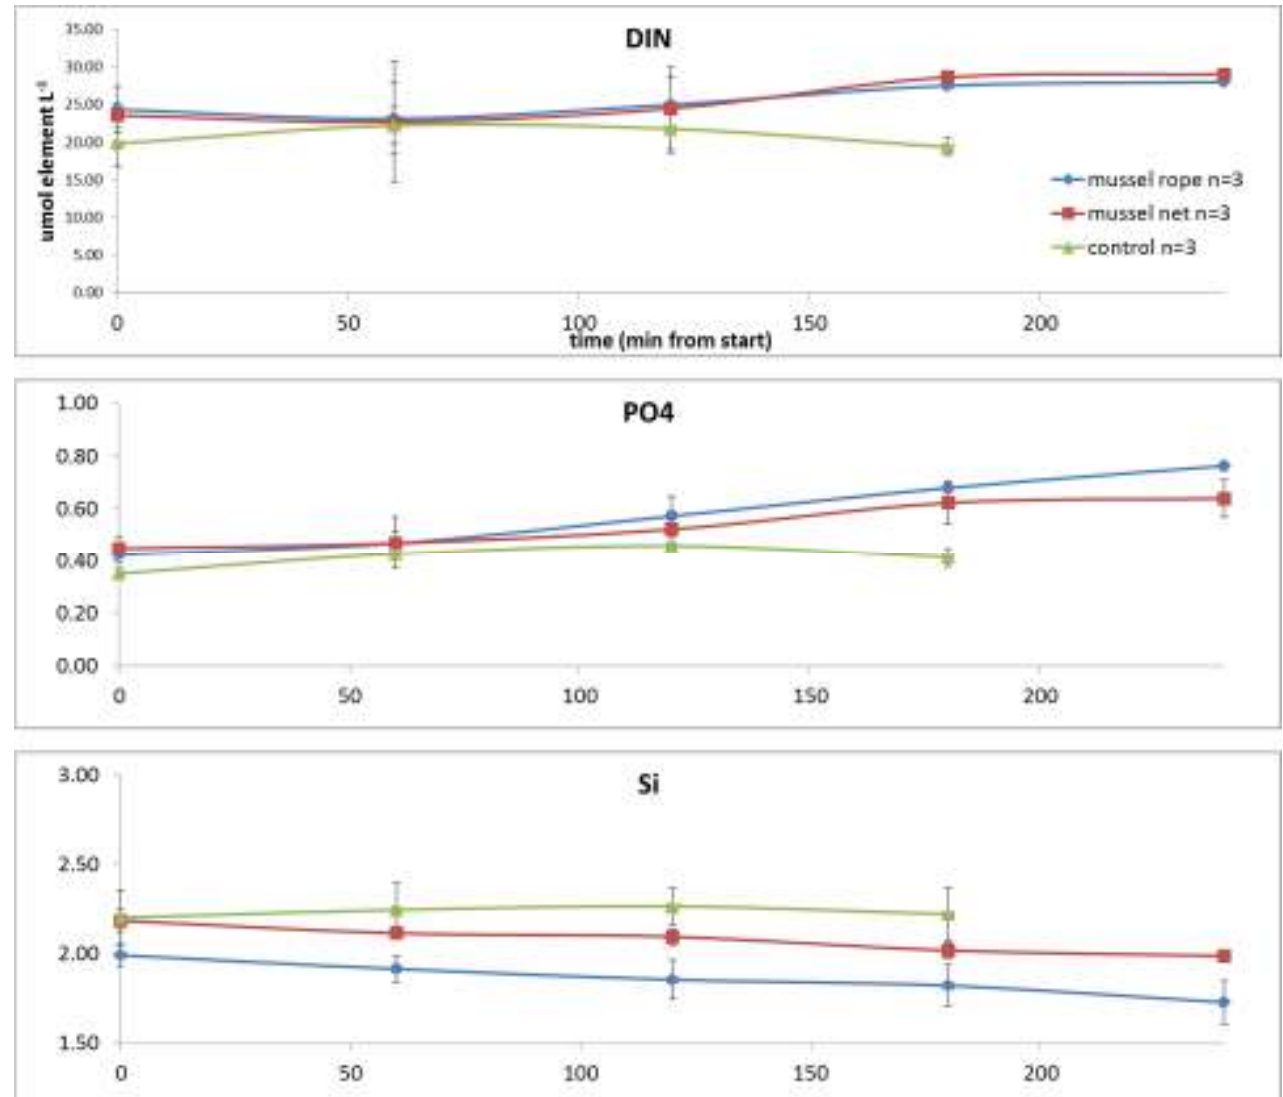 DIN
35.00
30.00
25.00
20.00
15.00
10.00
5.00
0.00
umol element L-1
mussel rope n=3
mussel net n=3
control n=3
0 50 100 150 200
time (min from start)
PO4
1.00
0.80
0.60
0.40
0.20
0.00
0 50 100 150 200
Si
3.00
2.50
2.00
1.50
0 50 100 150 200